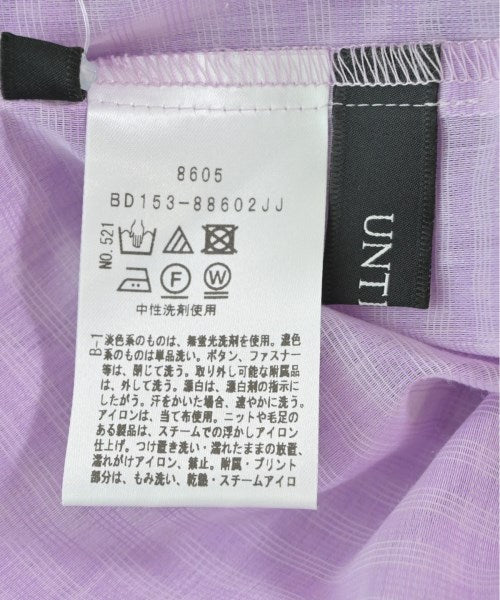 8605
BD153-88602JJ
NO.521
F
W
中性洗剤使用
B-1
淡色系のものは、無蛍光洗剤を使用。濃色
系のものは単品洗い。ボタン、ファスナー
等は、閉じて洗う。取り外し可能な附属品
は、外して洗う。漂白は、漂白剤の指示に
したがう。汗をかいた場合、速やかに洗う。
アイロンは、当て布使用。ニットや毛足の
ある製品は、スチームでの浮かしアイロン
仕上げ。つけ置き洗い・濡れたままの放置、
濡れがけアイロン、禁止。附属・プリント
部分は、もみ洗い、乾熱・スチームアイロ
UNTI